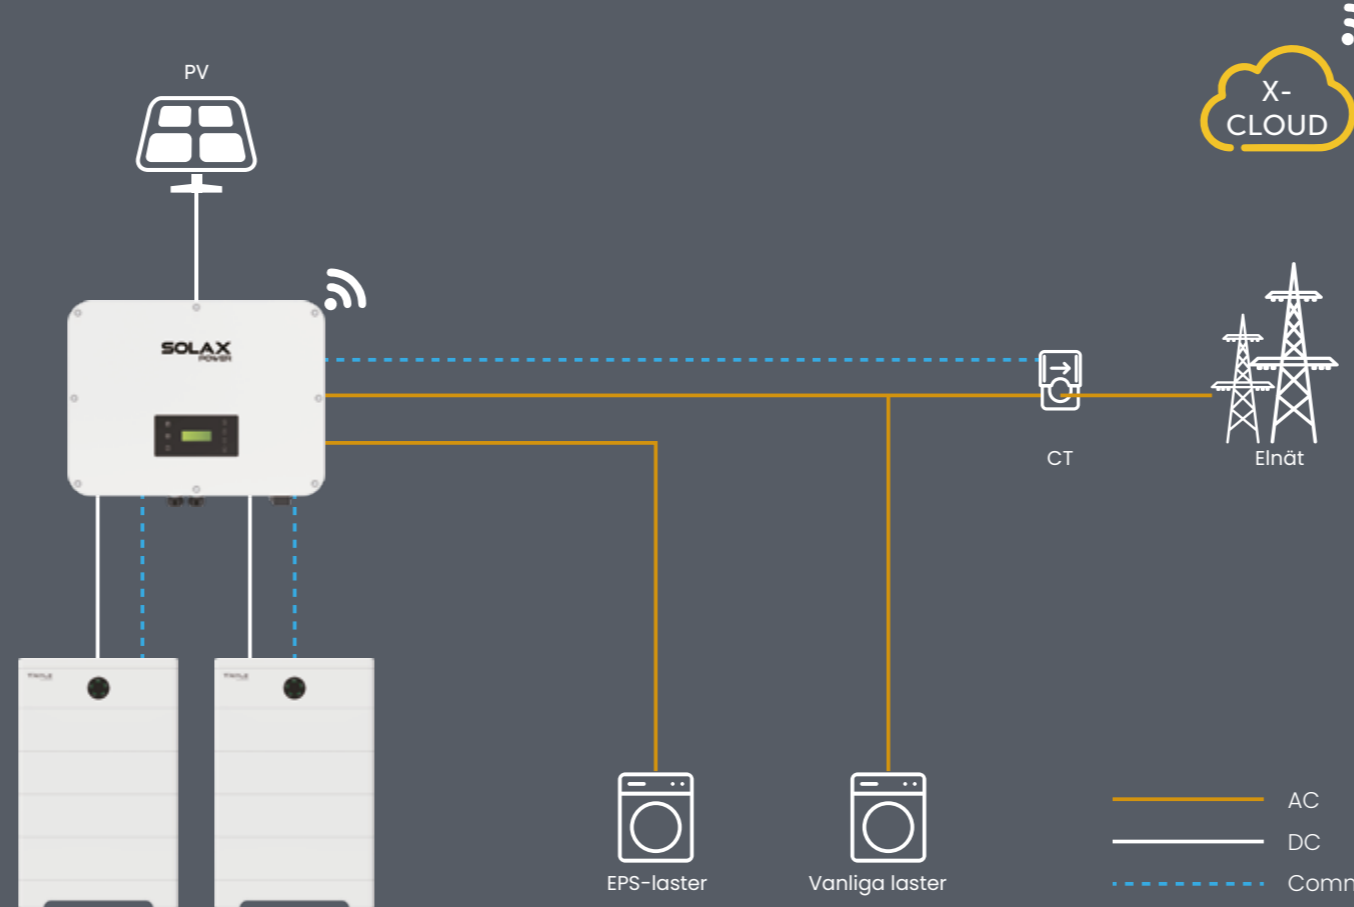 PV
X-
CLOUD
SOLAX
POWER
CT
Elnät
EPS-laster
Vanliga laster
AC
DC
Comm